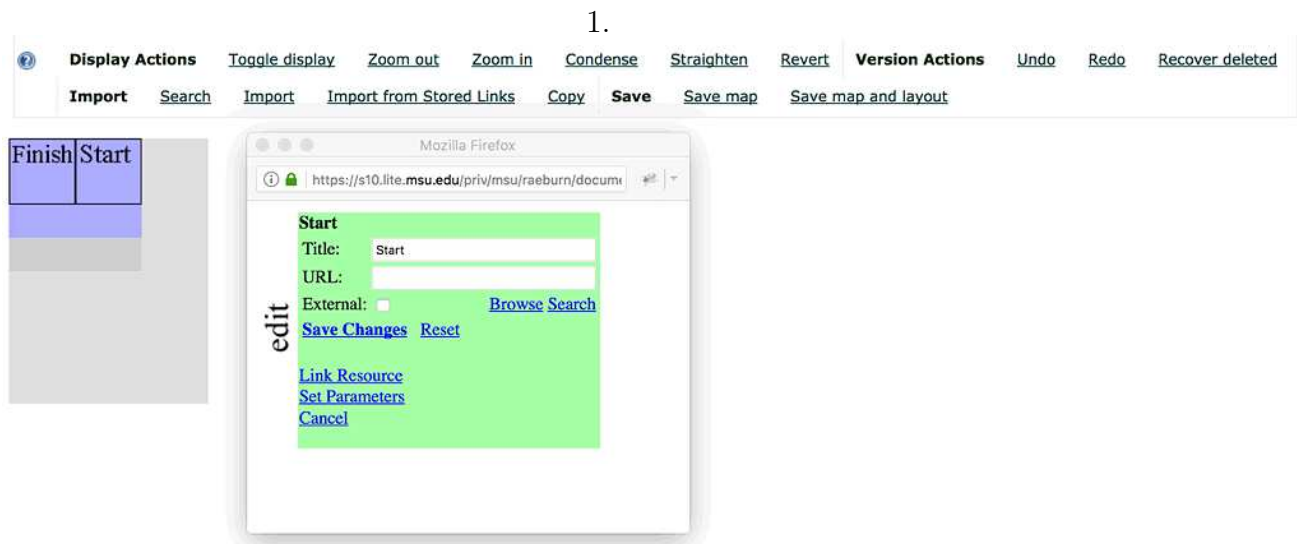 1.
Display Actions Toggle display Zoom out Zoom in Condense Straighten Revert Version Actions Undo Redo Recover deleted
Import Search Import Import from Stored Links Copy Save Save map Save map and layout
Finish Start
Mozilla Firefox
https://s10.lite.msu.edu/priv/msu/raeburn/docume
edit
Start
Title: Start
URL:
External: Browse Search
Save Changes Reset
Link Resource
Set Parameters
Cancel